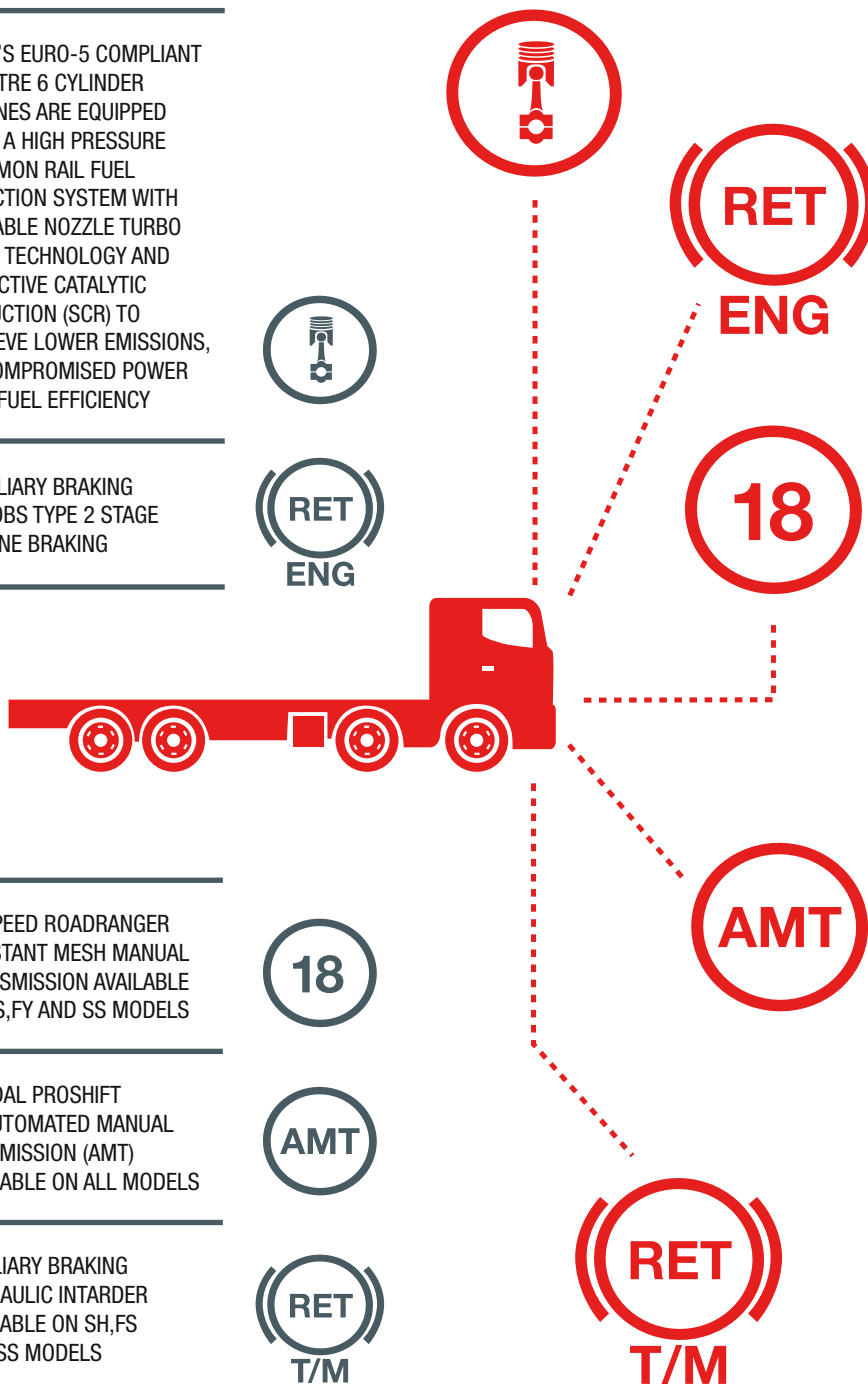 'S EURO-5 COMPLIANT
TRE 6 CYLINDER
NES ARE EQUIPPED
A HIGH PRESSURE
MON RAIL FUEL
CTION SYSTEM WITH
ABLE NOZZLE TURBO
TECHNOLOGY AND
CTIVE CATALYTIC
UCTION (SCR) TO
EVE LOWER EMISSIONS,
OMPROMISED POWER
FUEL EFFICIENCY
LIARY BRAKING
OBS TYPE 2 STAGE
NE BRAKING
RET
ENG
RET
ENG
18
PEED ROADRANGER
STANT MESH MANUAL
SMISSION AVAILABLE
S,FY AND SS MODELS
18
DAL PROSHIFT
UTOMATED MANUAL
MISSION (AMT)
ABLE ON ALL MODELS
AMT
AMT
LIARY BRAKING
AULIC INTARDER
ABLE ON SH,FS
SS MODELS
RET
T/M
RET
T/M